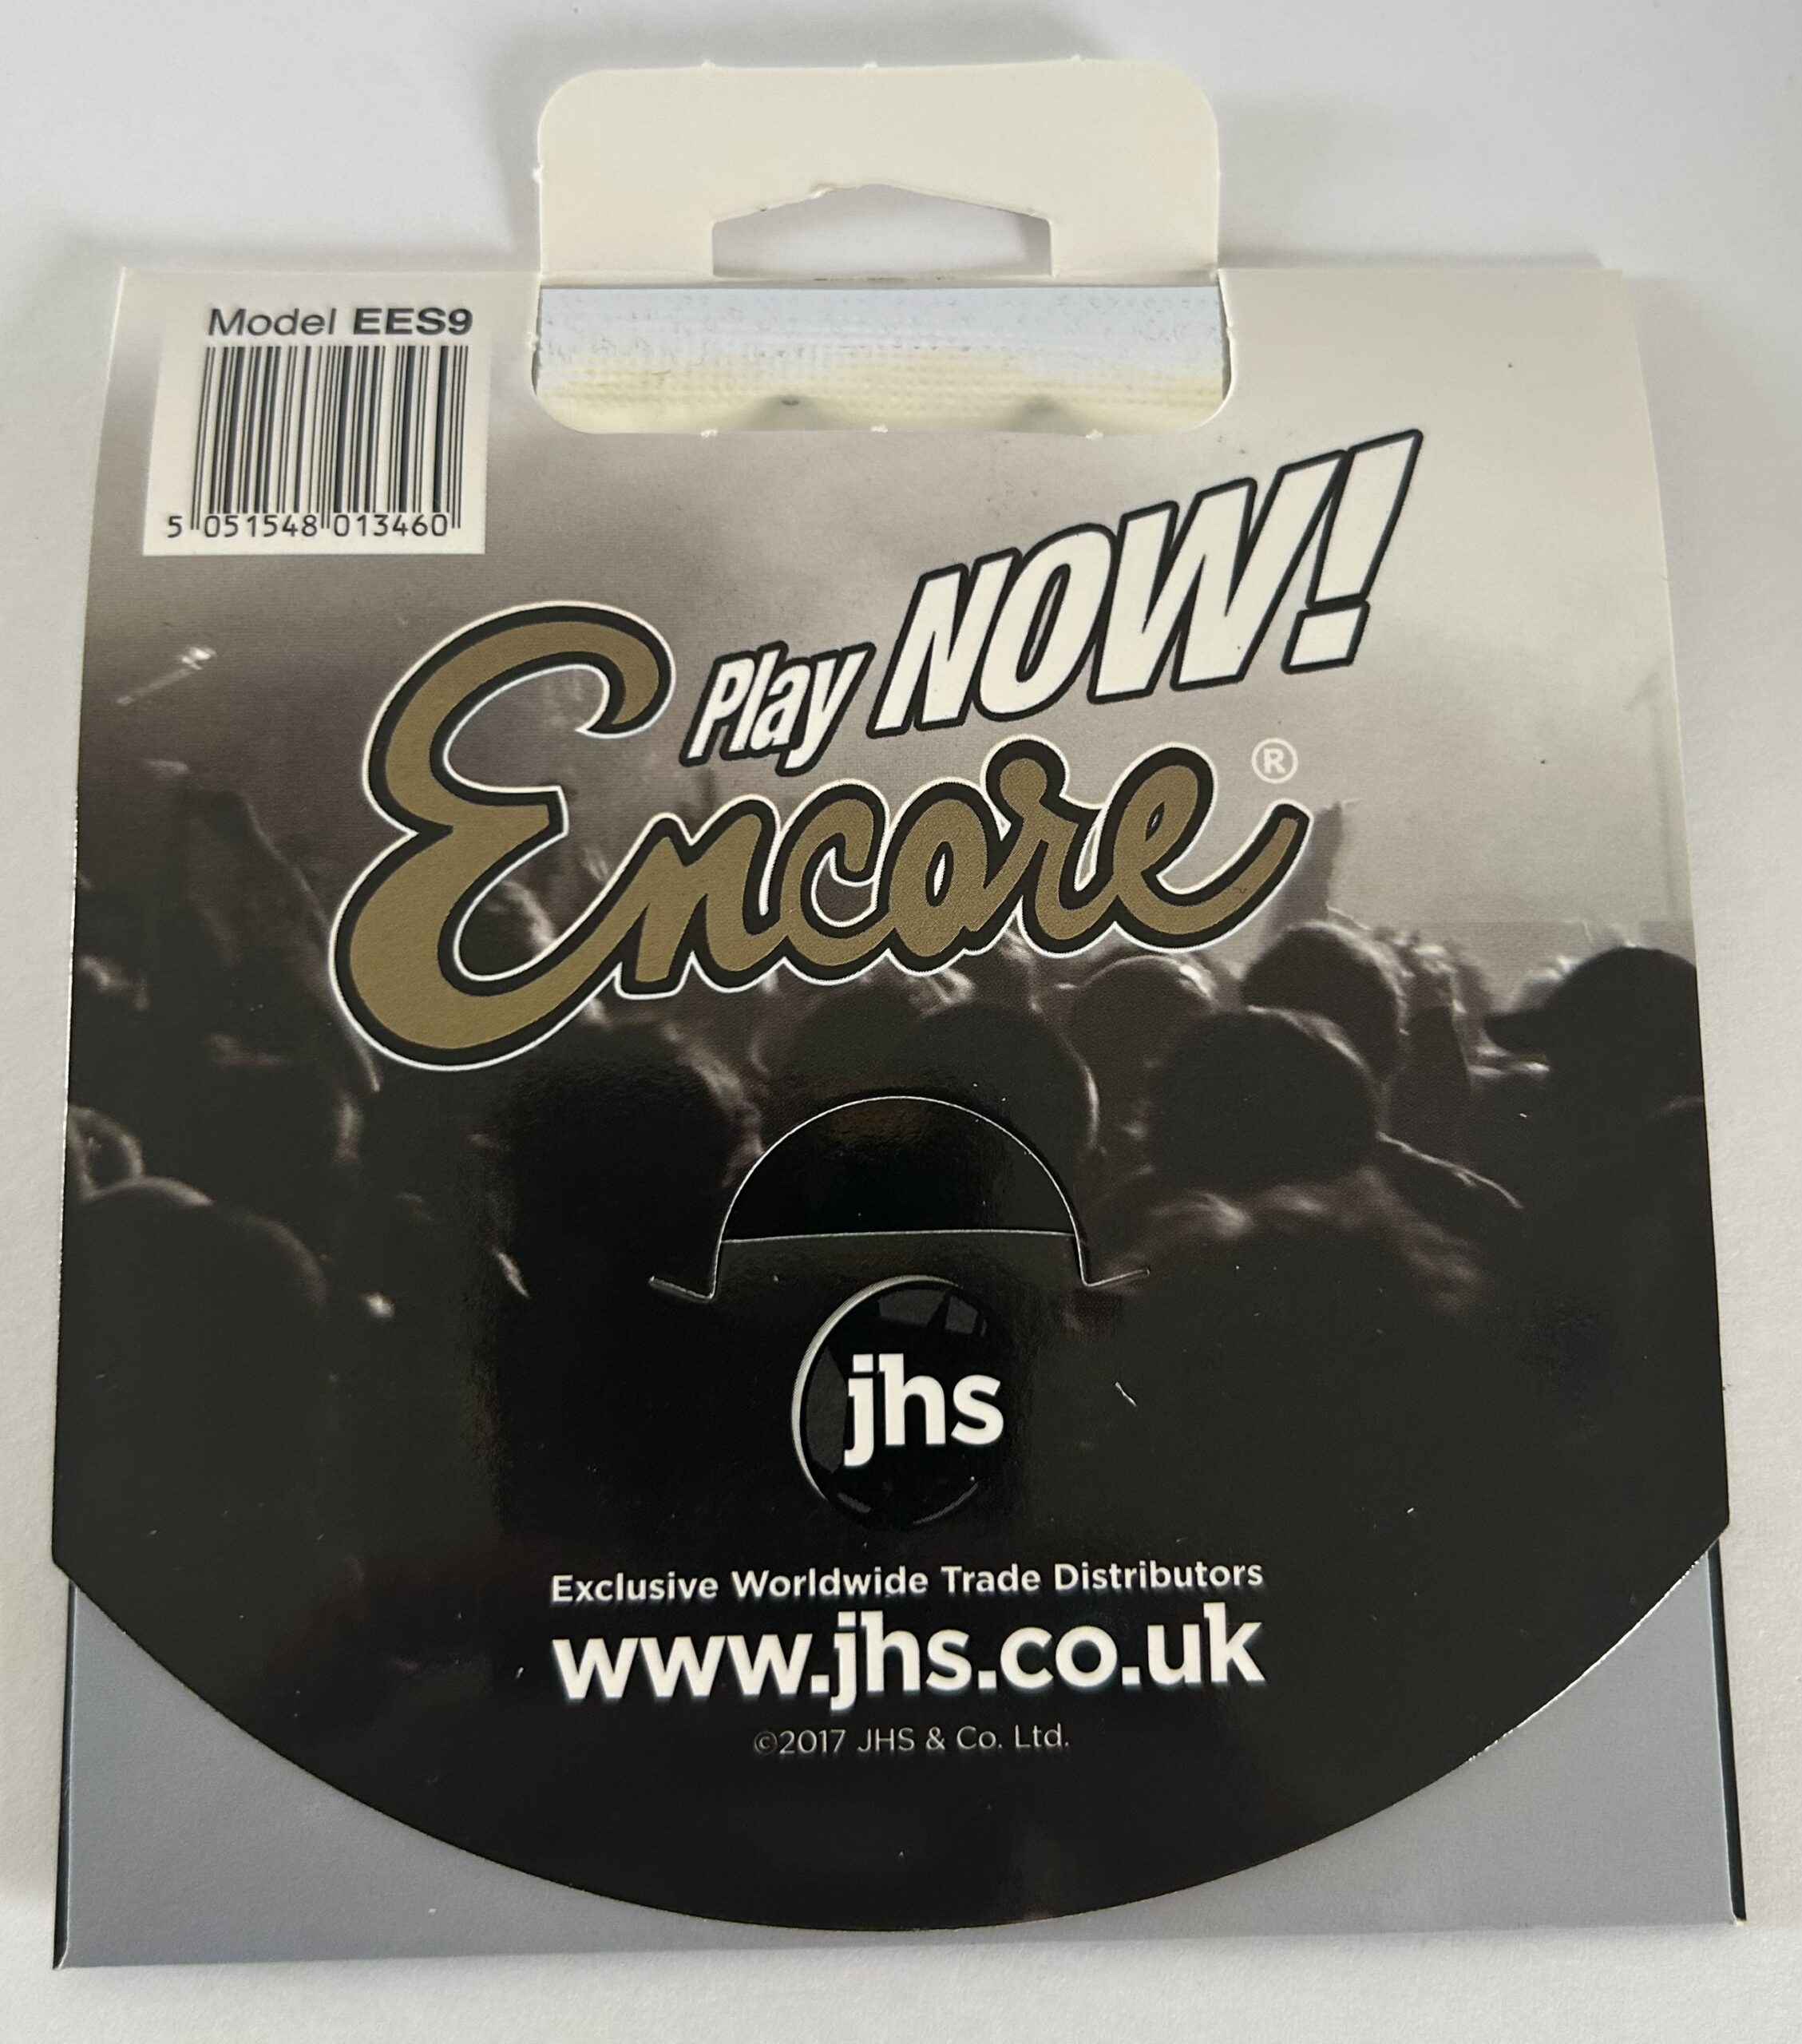 Model EES9
5 051548 013460
Play NOW!
Encore ®
jhs
Exclusive Worldwide Trade Distributors
www.jhs.co.uk
©2017 JHS & Co. Ltd.